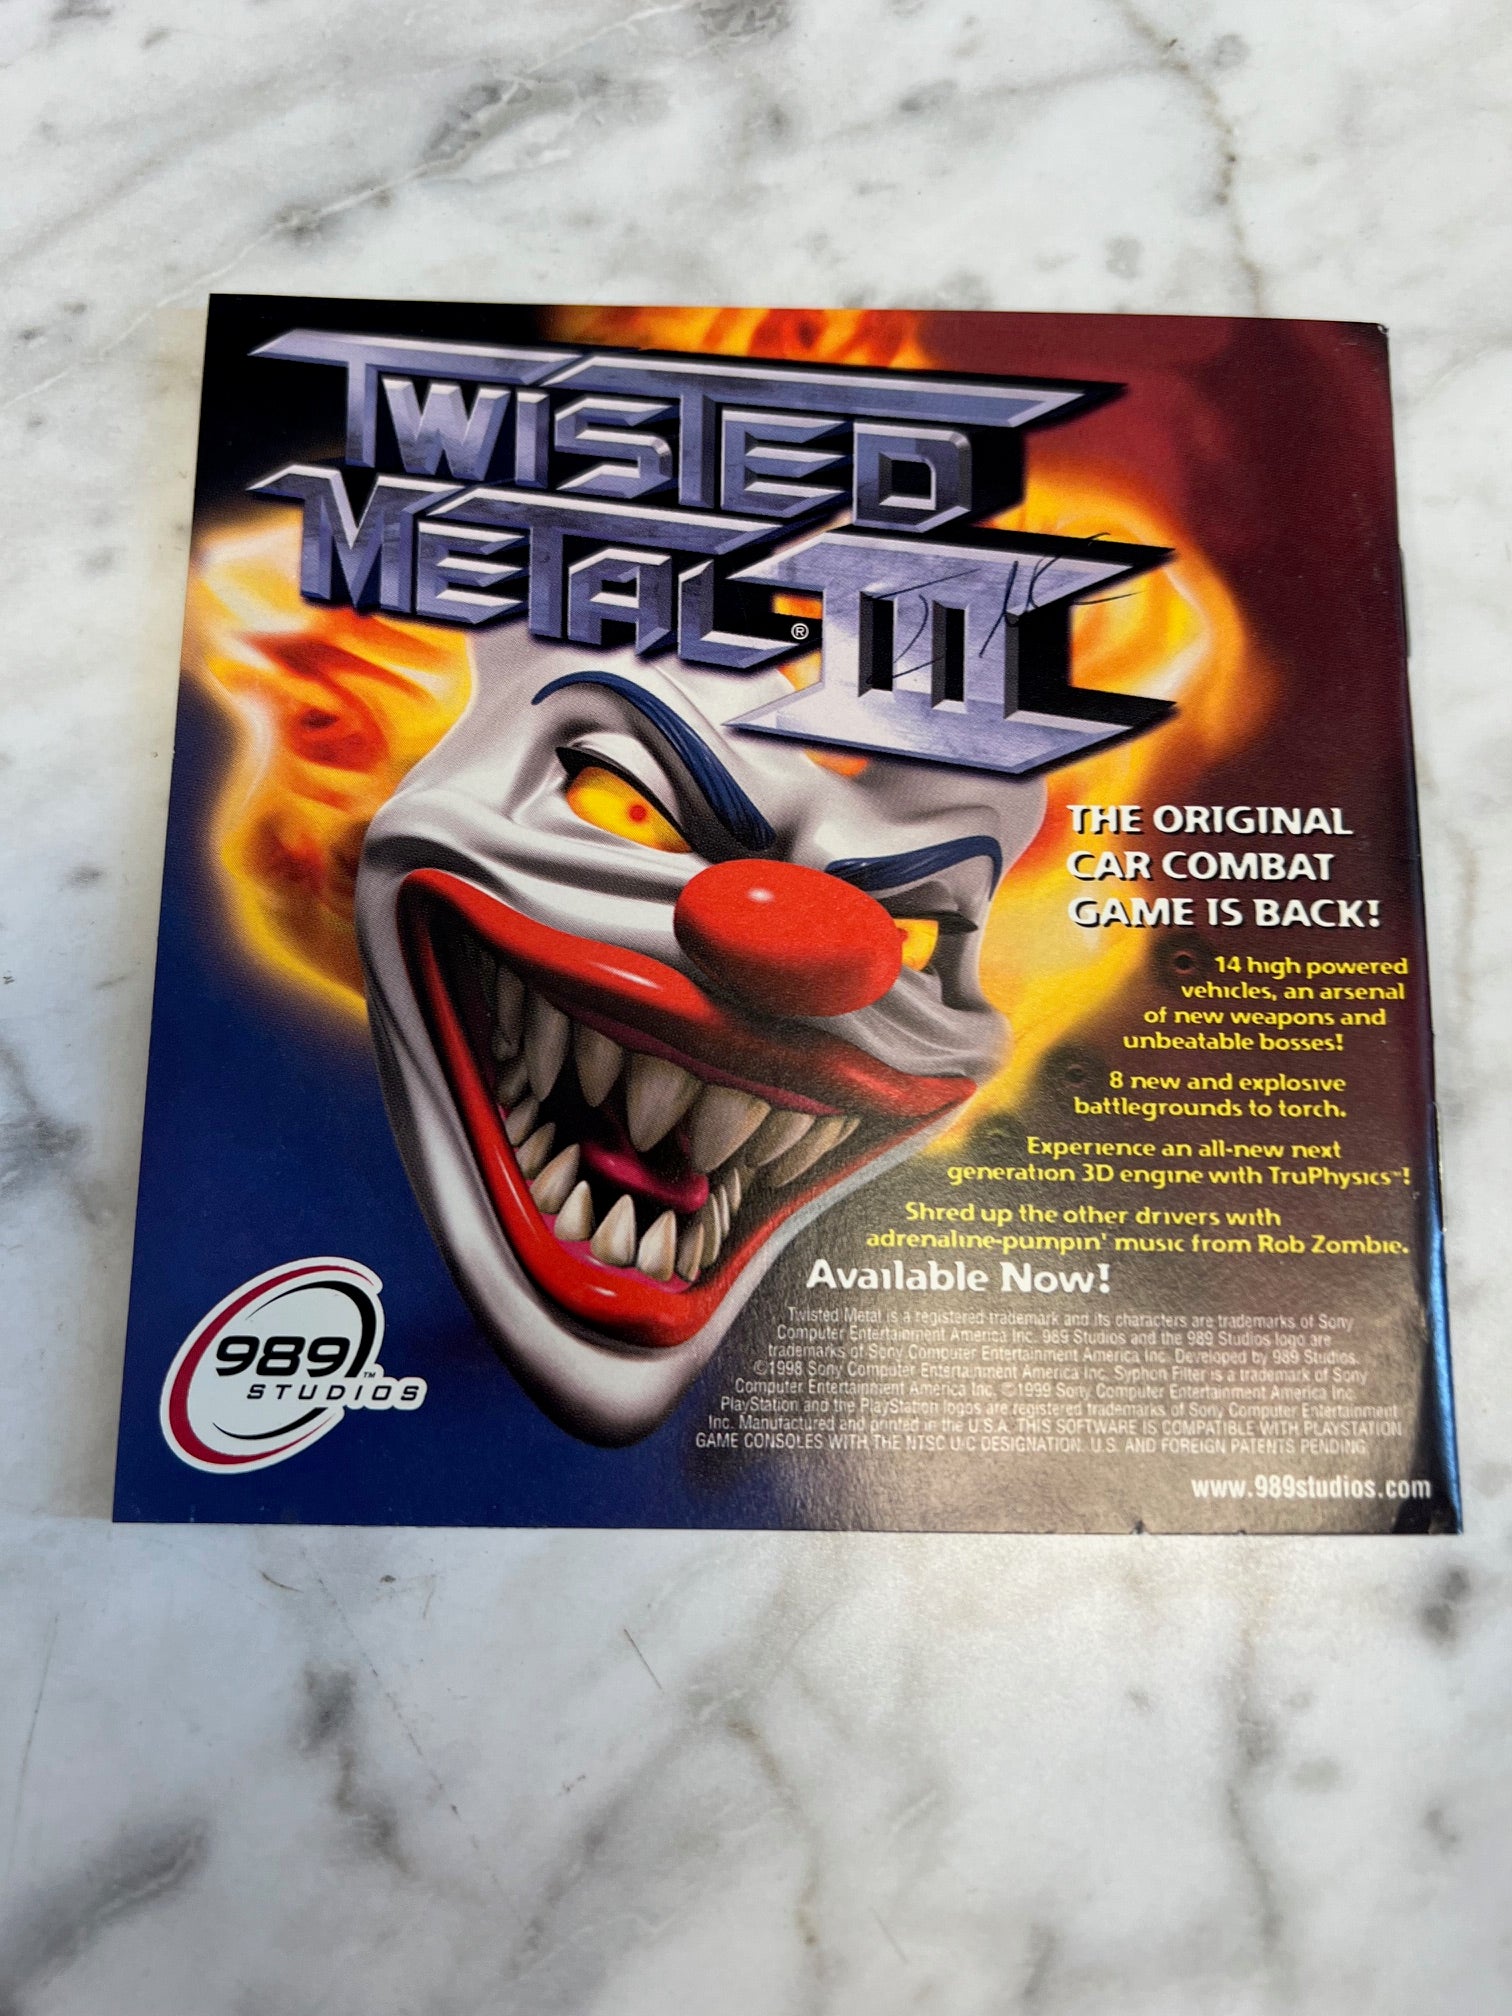 TWISTED
METAL® III
THE ORIGINAL
CAR COMBAT
GAME IS BACK!
14 high powered
vehicles, an arsenal
of new weapons and
unbeatable bosses!
8 new and explosive
battlegrounds to torch.
Experience an all-new next
generation 3D engine with TruPhysics™!
Shred up the other drivers with
adrenaline-pumpin' music from Rob Zombie.
Available Now!
989™
STUDIOS
Twisted Metal is a registered trademark and its characters are trademarks of Sony
Computer Entertainment America Inc. 989 Studios and the 989 Studios logo are
trademarks of Sony Computer Entertainment America Inc. Developed by 989 Studios.
©1998 Sony Computer Entertainment America Inc. Syphon Filter is a trademark of Sony
Computer Entertainment America Inc. ©1999 Sony Computer Entertainment America Inc.
PlayStation and the PlayStation logos are registered trademarks of Sony Computer Entertainment
Inc. Manufactured and printed in the U.S.A. THIS SOFTWARE IS COMPATIBLE WITH PLAYSTATION
GAME CONSOLES WITH THE NTSC U/C DESIGNATION. U.S. AND FOREIGN PATENTS PENDING.
www.989studios.com